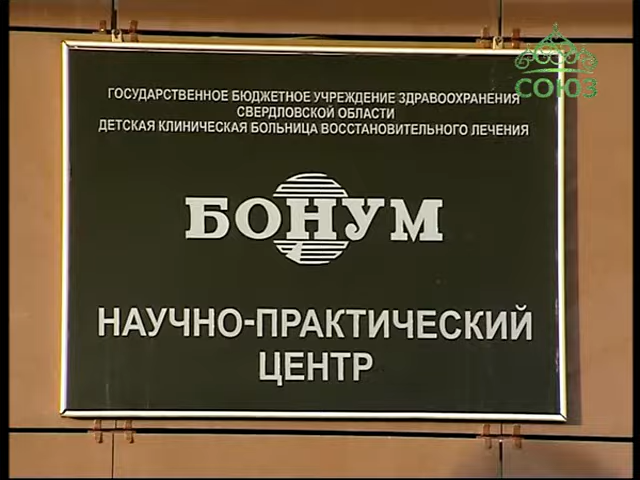 СОЮЗ
ГОСУДАРСТВЕННОЕ БЮДЖЕТНОЕ УЧРЕЖДЕНИЕ ЗДРАВООХРАНЕНИЯ
СВЕРДЛОВСКОЙ ОБЛАСТИ
ДЕТСКАЯ КЛИНИЧЕСКАЯ БОЛЬНИЦА ВОССТАНОВИТЕЛЬНОГО ЛЕЧЕНИЯ
БОНУМ
НАУЧНО-ПРАКТИЧЕСКИЙ
ЦЕНТР